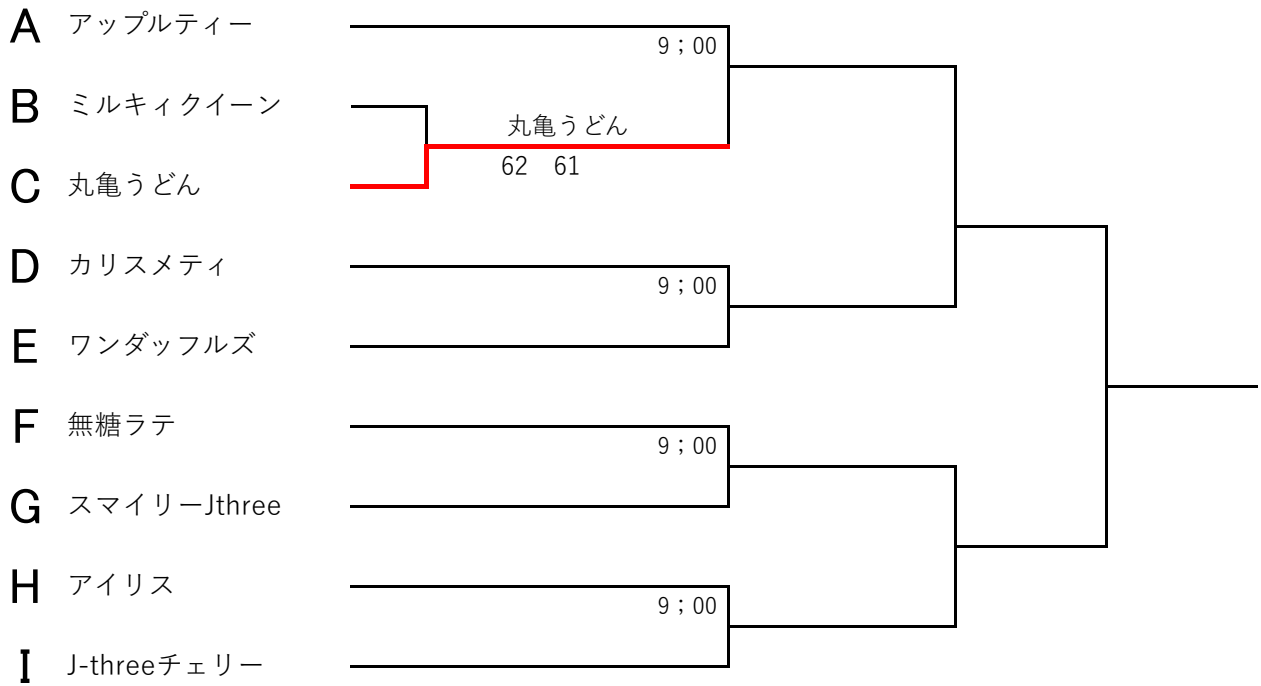 A アップルティー
9；00
B ミルキィクイーン
丸亀うどん
62 61
C 丸亀うどん
D カリスメティ
9；00
E ワンダッフルズ
F 無糖ラテ
9；00
G スマイリーJthree
H アイリス
9；00
I J-threeチェリー